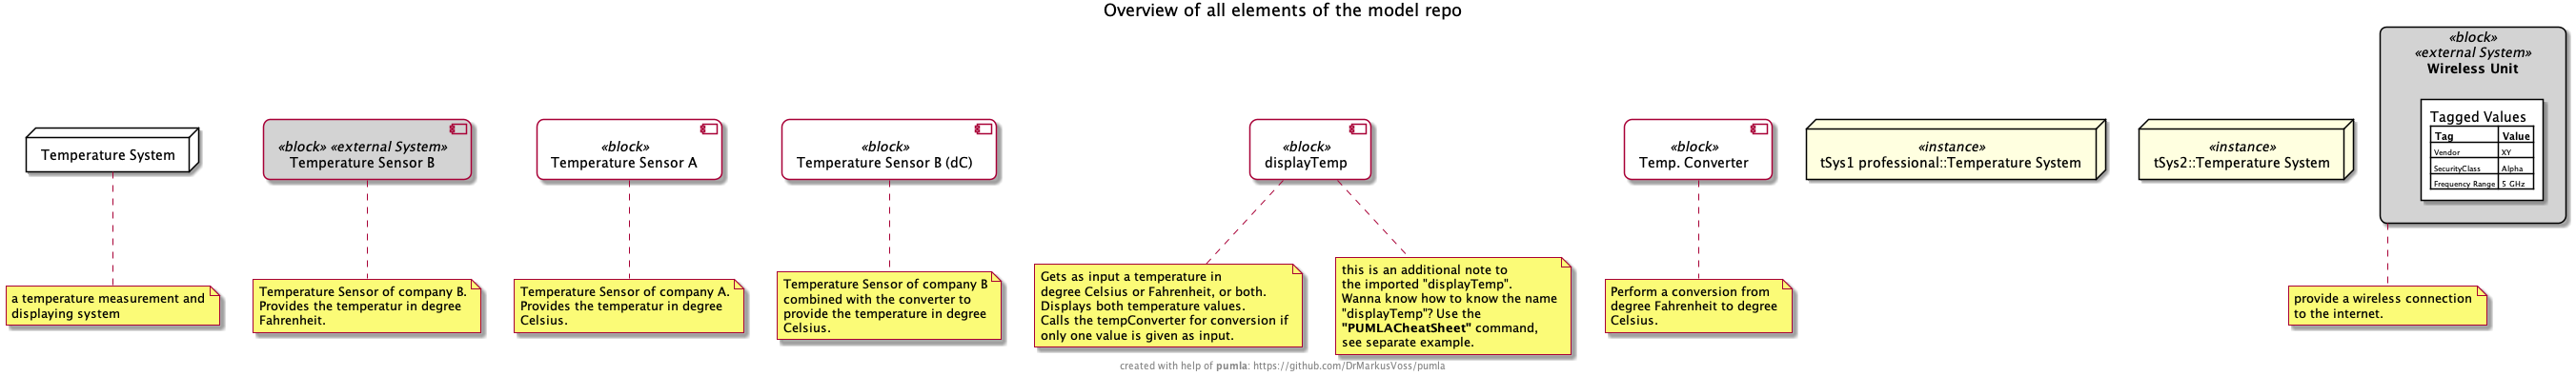 Overview of all elements of the model repo
Temperature System
a temperature measurement and
displaying system
«block» «external System»
Temperature Sensor B
Temperature Sensor of company B.
Provides the temperatur in degree
Fahrenheit.
«block»
Temperature Sensor A
Temperature Sensor of company A.
Provides the temperatur in degree
Celsius.
«block»
Temperature Sensor B (dC)
Temperature Sensor of company B
combined with the converter to
provide the temperature in degree
Celsius.
«block»
displayTemp
Gets as input a temperature in
degree Celsius or Fahrenheit, or both.
Displays both temperature values.
Calls the tempConverter for conversion if
only one value is given as input.
this is an additional note to
the imported "displayTemp".
Wanna know how to know the name
"displayTemp"? Use the
"PUMLACheatSheet" command,
see separate example.
«block»
Temp. Converter
Perform a conversion from
degree Fahrenheit to degree
Celsius.
«instance»
tSys1 professional::Temperature System
«instance»
tSys2::Temperature System
«block»
«external System»
Wireless Unit
Tagged Values
Tag Value
Vendor XY
SecurityClass Alpha
Frequency Range 5 GHz
provide a wireless connection
to the internet.
created with help of pumla: https://github.com/DrMarkusVoss/pumla